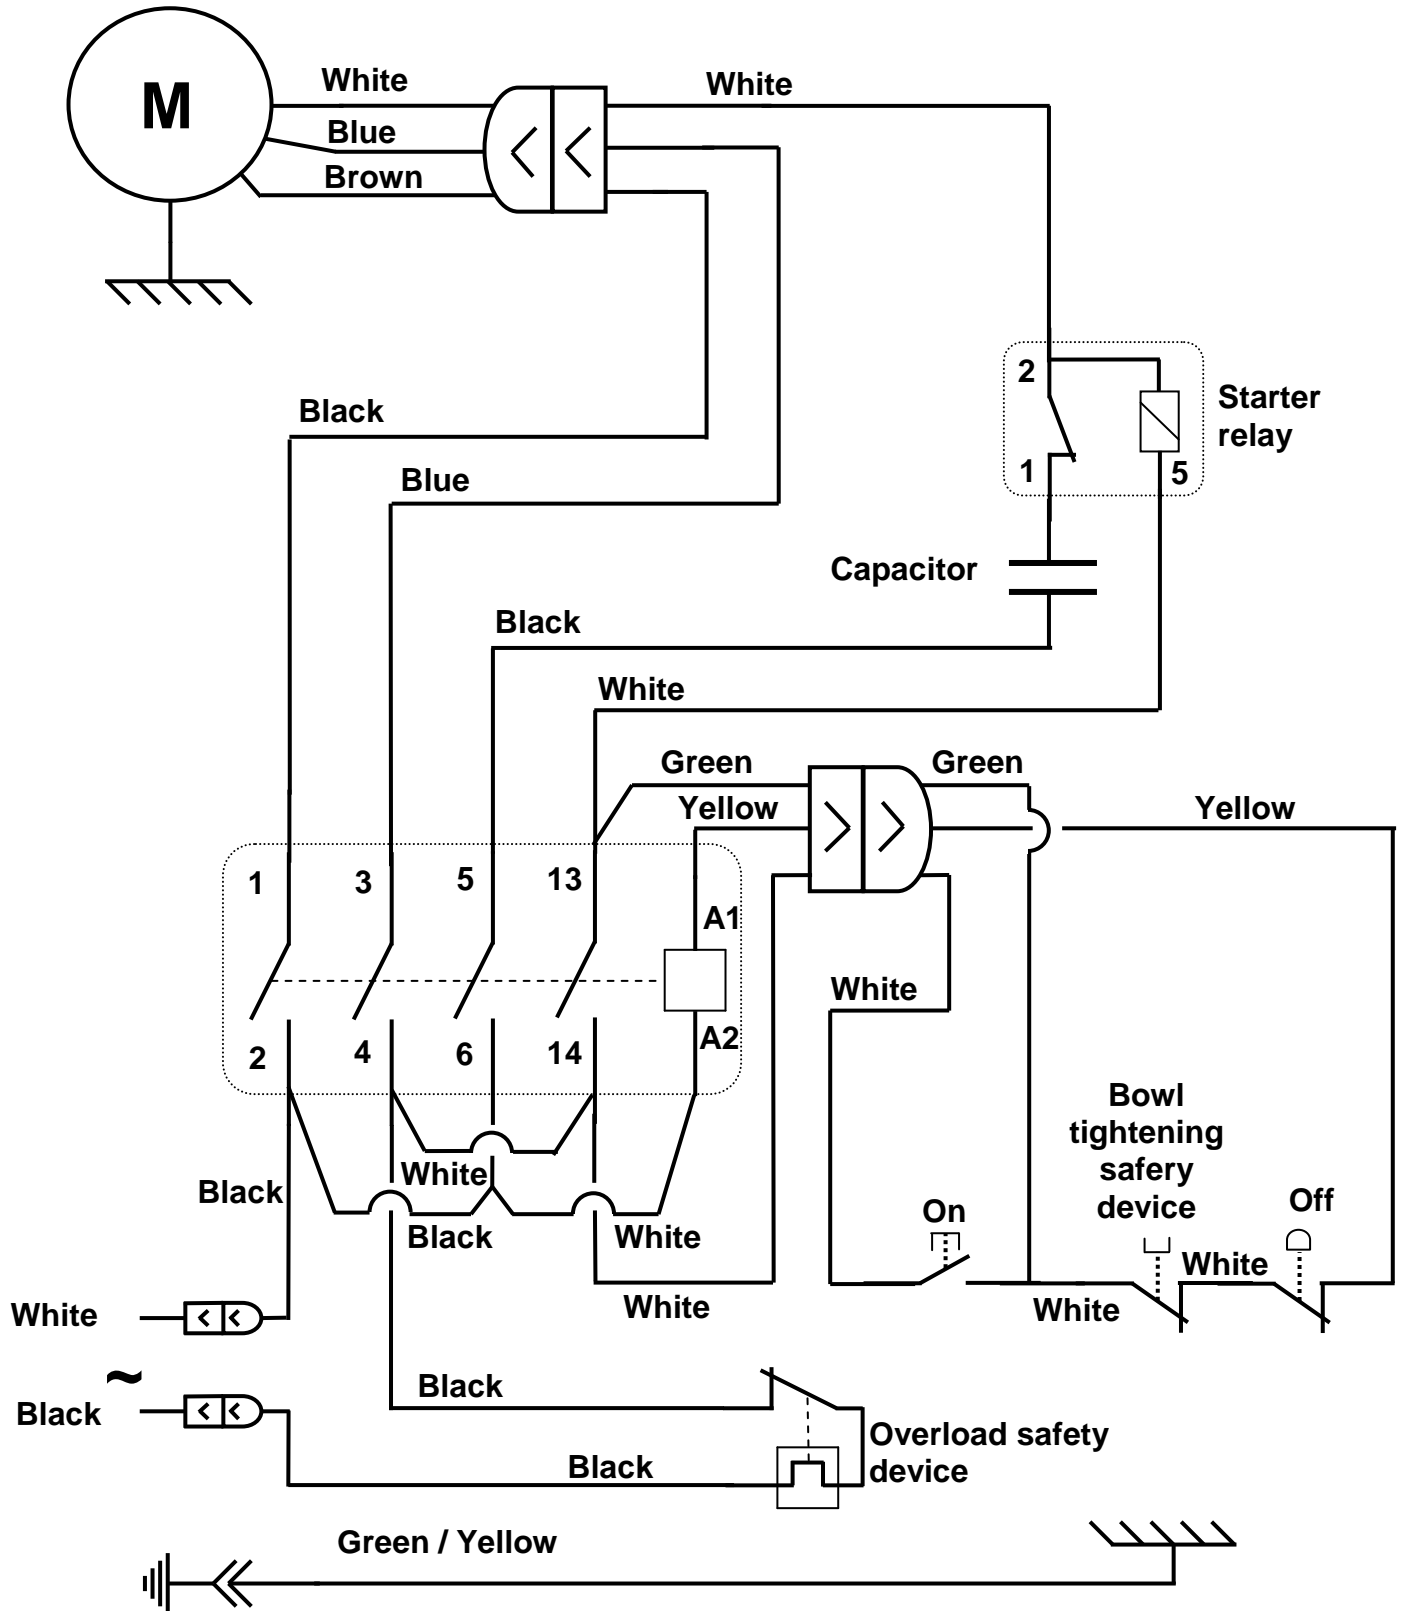 White
White
M
Blue
Brown
2
Starter
relay
Black
1
5
Blue
Capacitor
Black
White
Green
Green
Yellow
Yellow
1
3
5
13
A1
White
A2
2
4
6
14
Bowl
tightening
safery
device
White
Black
Off
On
Black
White
White
White
White
White
~
Black
Black
Overload safety
device
Black
Green / Yellow